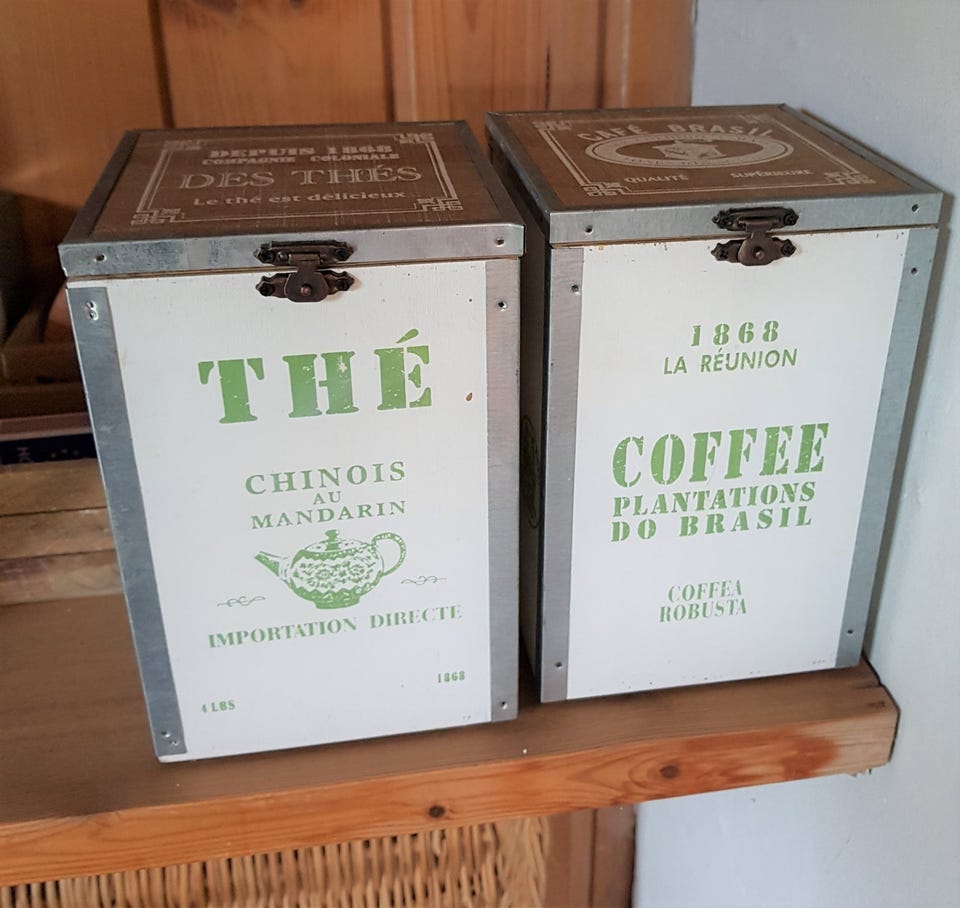 DEPUIS 1868
COMPAGNIE COLONIALE
DES THÉS
Le thé est délicieux
THÉ
CHINOIS
AU
MANDARIN
IMPORTATION DIRECTE
4 LBS
1868
CAFÉ BRASIL
QUALITÉ SUPÉRIEURE
1868
LA RÉUNION
COFFEE
PLANTATIONS
DO BRASIL
COFFEA
ROBUSTA